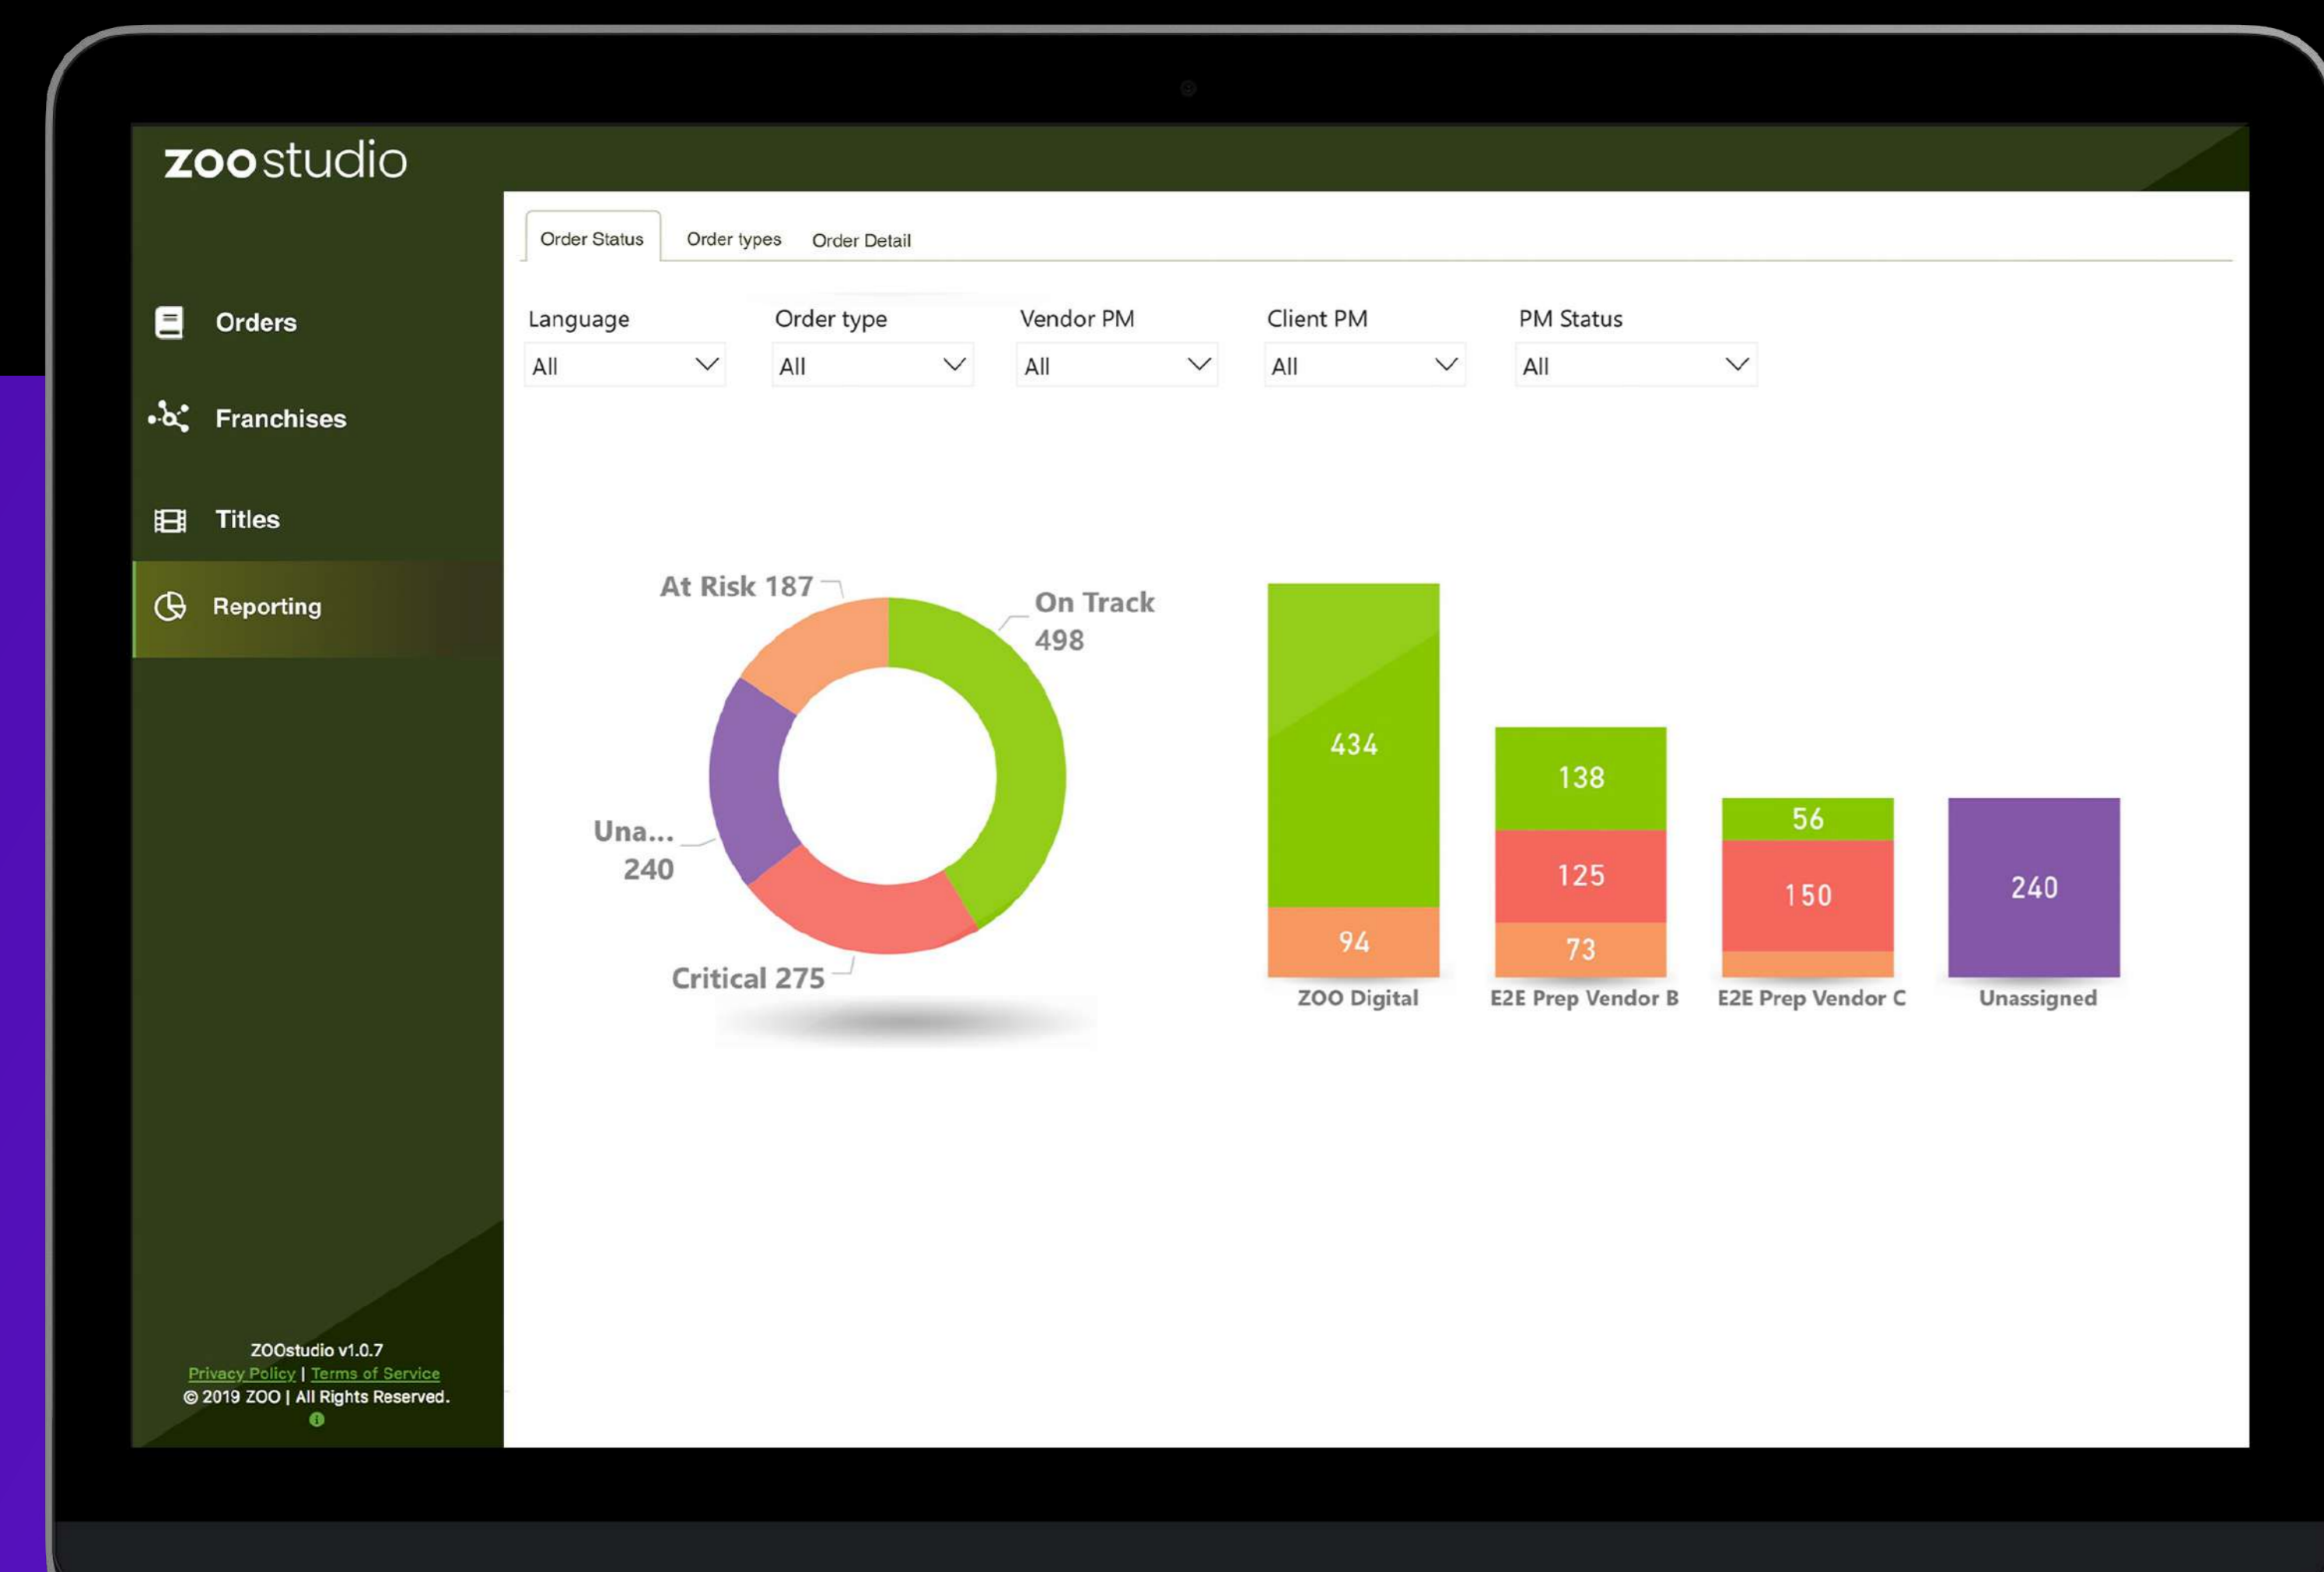 zoostudio
Orders
Franchises
Titles
Reporting
ZOOstudio v1.0.7
Privacy Policy | Terms of Service
© 2019 ZOO | All Rights Reserved.
Order Status Order types Order Detail
Language Order type Vendor PM Client PM PM Status
All All All All All
At Risk 187
On Track
498
Una...
240
Critical 275
434
94
ZOO Digital
138
125
73
E2E Prep Vendor B
56
150
E2E Prep Vendor C
240
Unassigned